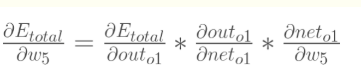 ∂E_total/∂w_5 = ∂E_total/∂out_o1 * ∂out_o1/∂net_o1 * ∂net_o1/∂w_5